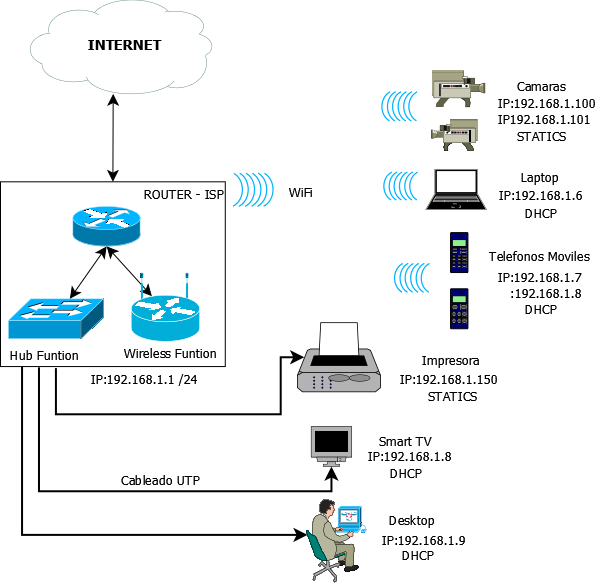 INTERNET
Camaras
IP:192.168.1.100
IP192.168.1.101
STATICS
ROUTER - ISP
WiFi
Laptop
IP:192.168.1.6
DHCP
Telefonos Moviles
IP:192.168.1.7
:192.168.1.8
DHCP
Hub Funtion
Wireless Funtion
IP:192.168.1.1 /24
Impresora
IP:192.168.1.150
STATICS
Smart TV
IP:192.168.1.8
DHCP
Cableado UTP
Desktop
IP:192.168.1.9
DHCP